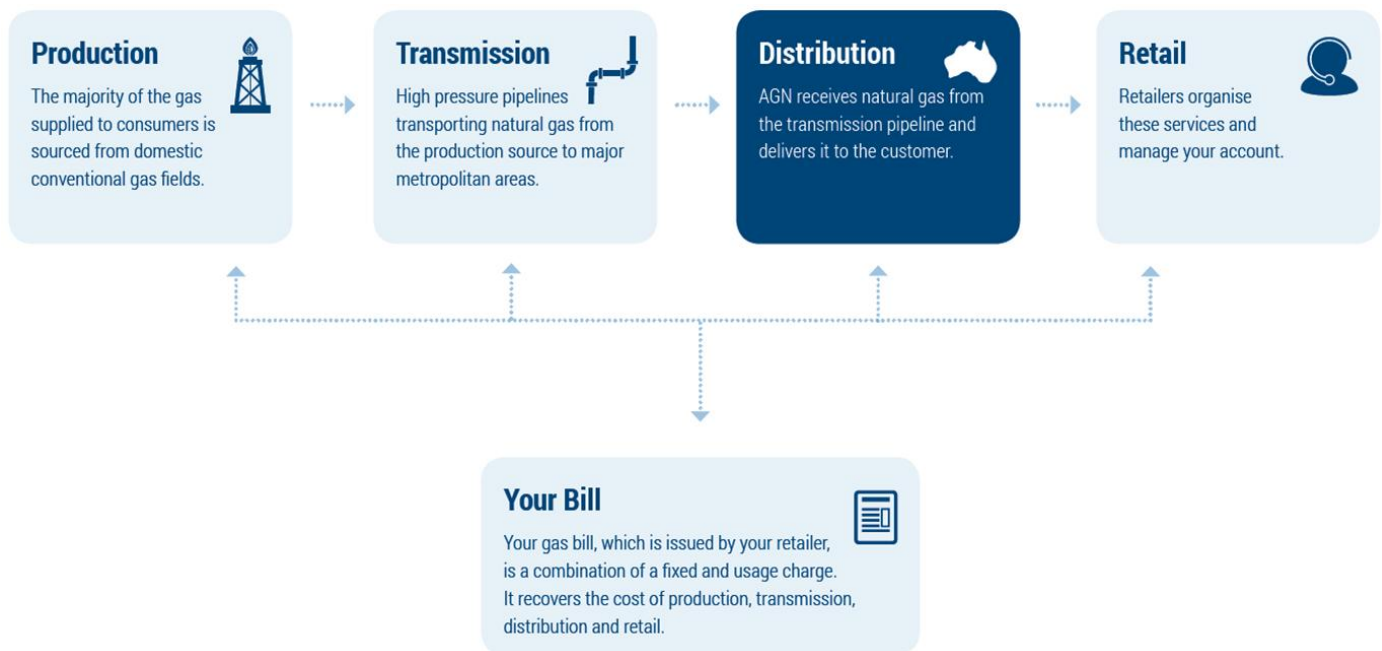 Production
The majority of the gas
supplied to consumers is
sourced from domestic
conventional gas fields.
Transmission
High pressure pipelines
transporting natural gas from
the production source to major
metropolitan areas.
Distribution
AGN receives natural gas from
the transmission pipeline and
delivers it to the customer.
Retail
Retailers organise
these services and
manage your account.
Your Bill
Your gas bill, which is issued by your retailer,
is a combination of a fixed and usage charge.
It recovers the cost of production, transmission,
distribution and retail.